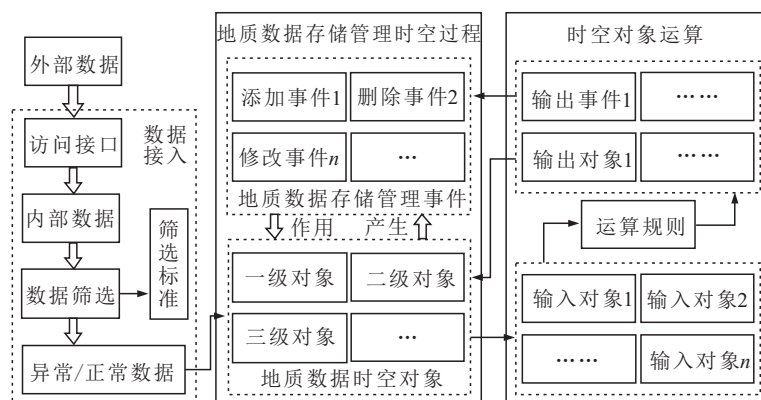 外部数据
访问接口
数据
接入
内部数据
数据筛选
筛选标准
异常/正常数据
地质数据存储管理时空过程
添加事件1
删除事件2
修改事件n
…
地质数据存储管理事件
作用
产生
一级对象
二级对象
三级对象
…
地质数据时空对象
时空对象运算
输出事件1
……
输出对象1
运算规则
输入对象1
输入对象2
……
输入对象n